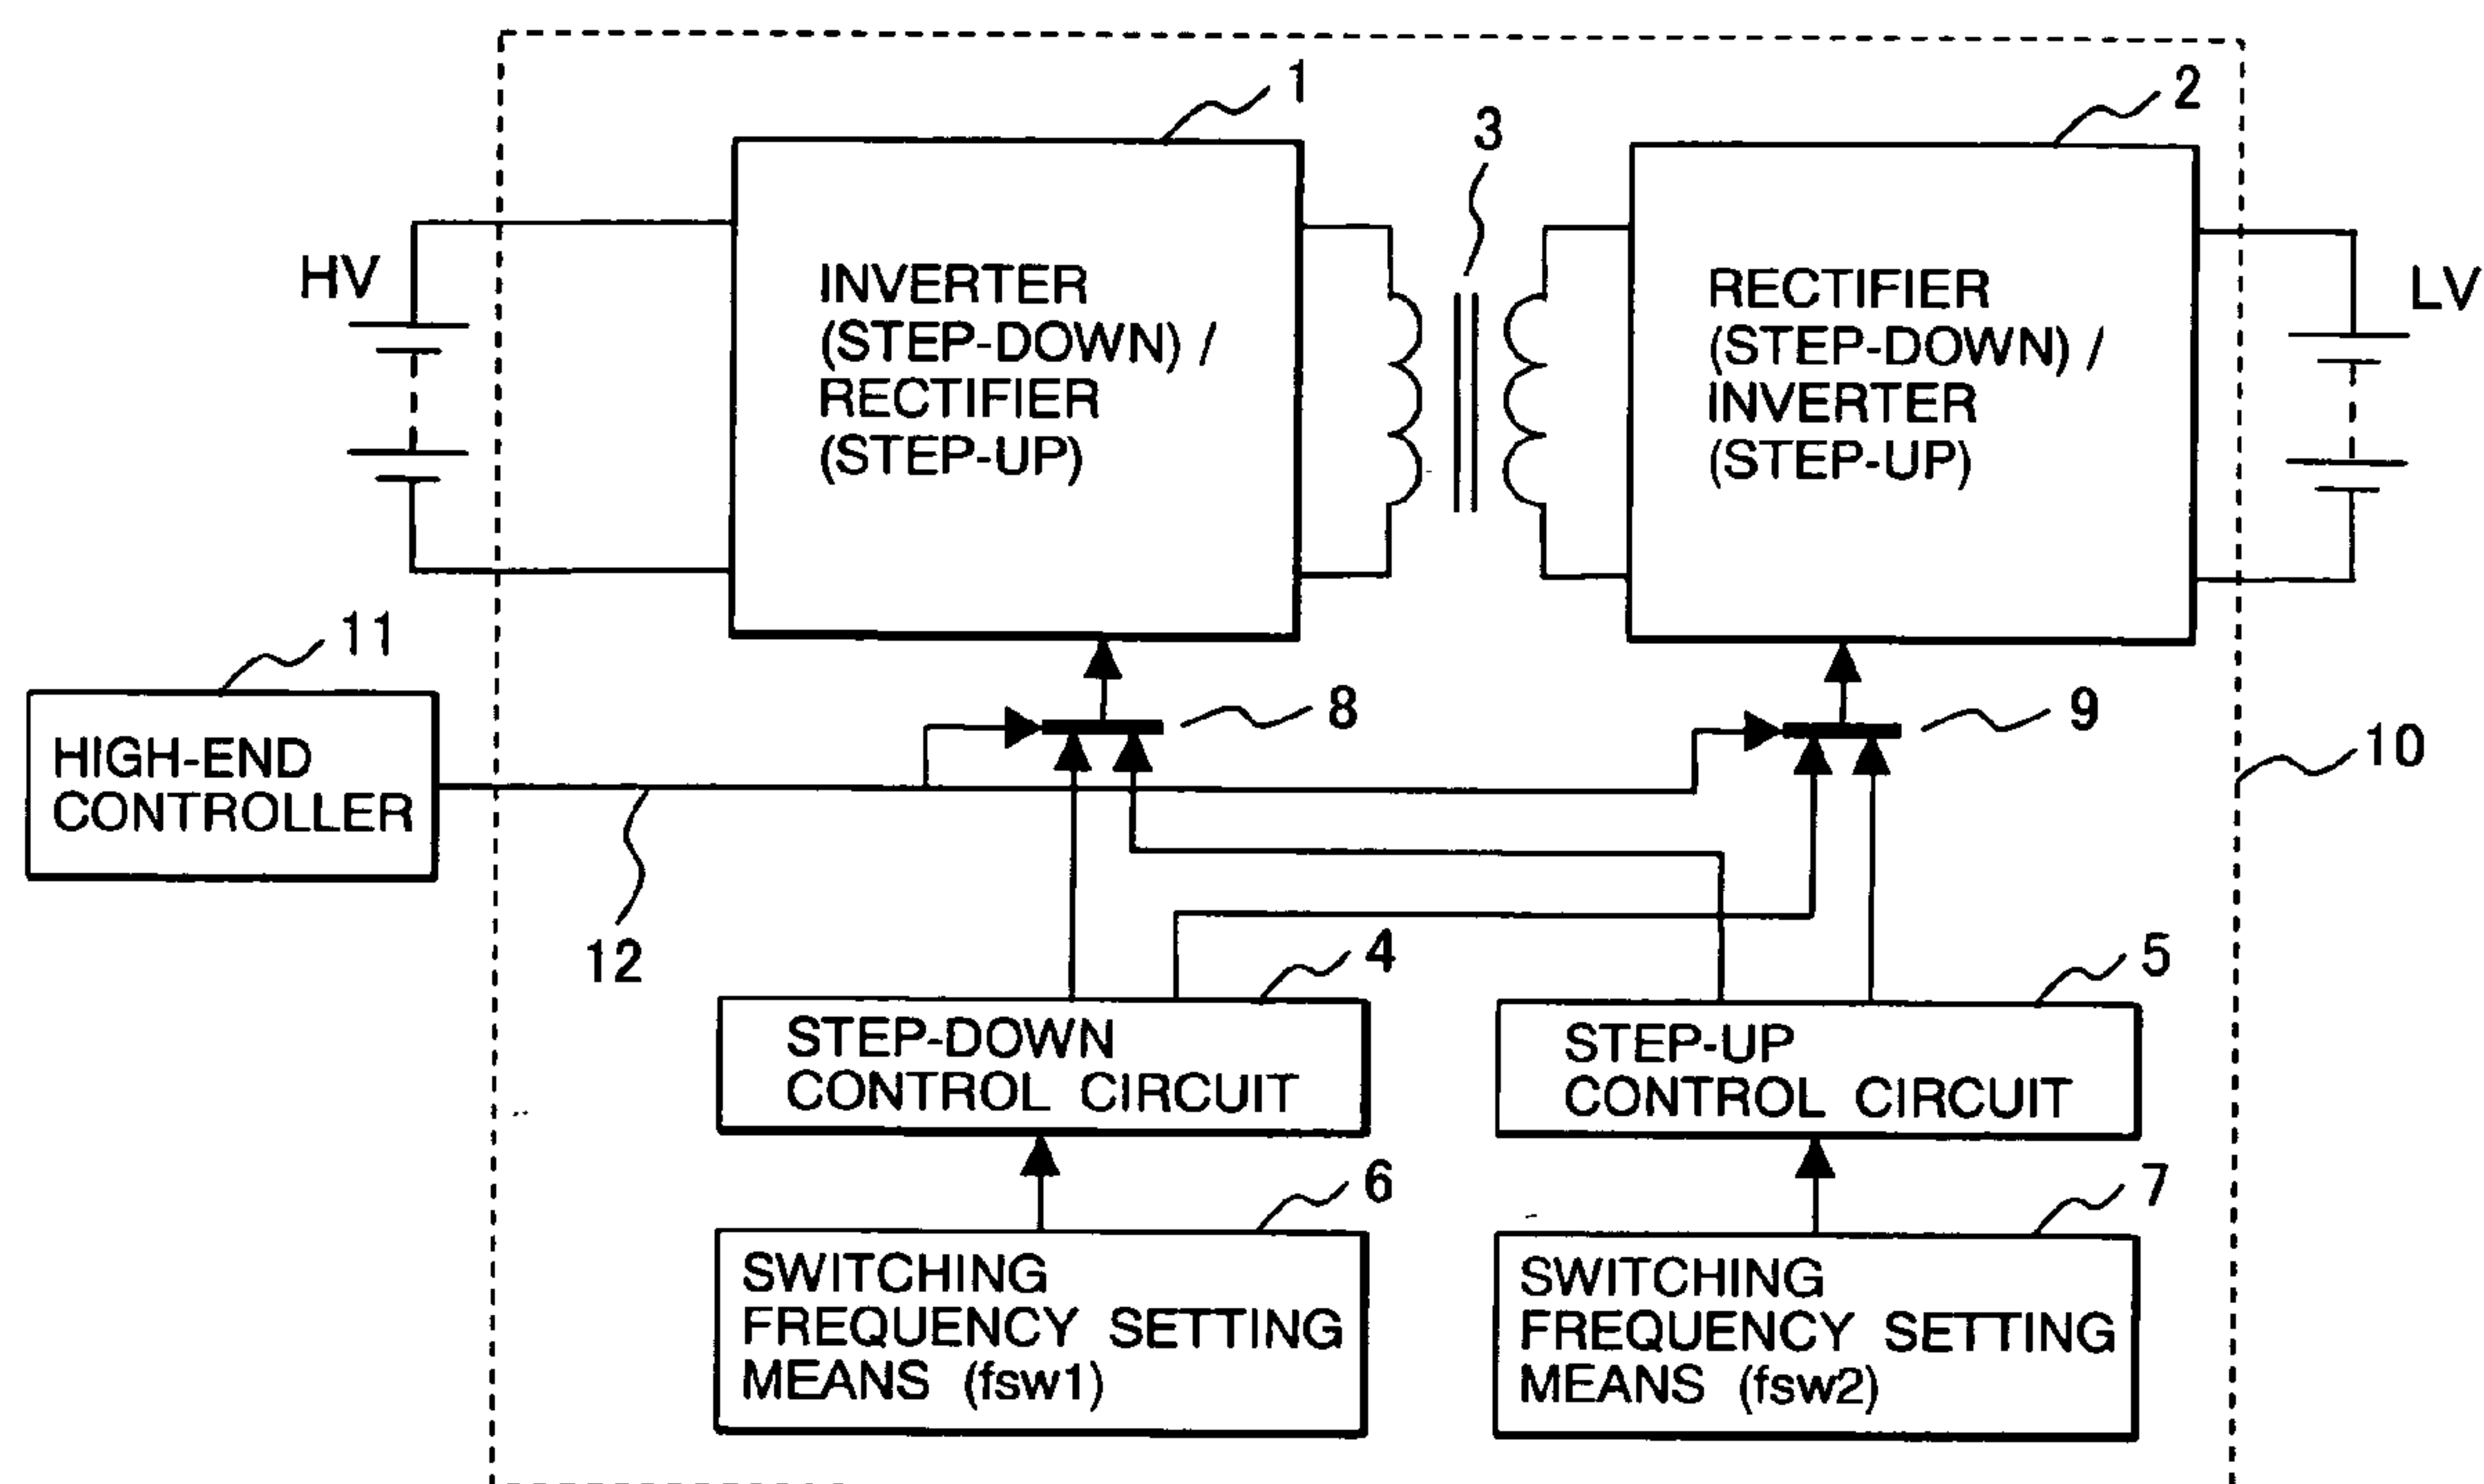 1
2
3
HV
INVERTER
(STEP-DOWN) /
RECTIFIER
(STEP-UP)
RECTIFIER
(STEP-DOWN) /
INVERTER
(STEP-UP)
LV
11
8
9
10
HIGH-END
CONTROLLER
12
4
5
STEP-DOWN
CONTROL CIRCUIT
STEP-UP
CONTROL CIRCUIT
6
7
SWITCHING
FREQUENCY SETTING
MEANS (fsw1)
SWITCHING
FREQUENCY SETTING
MEANS (fsw2)